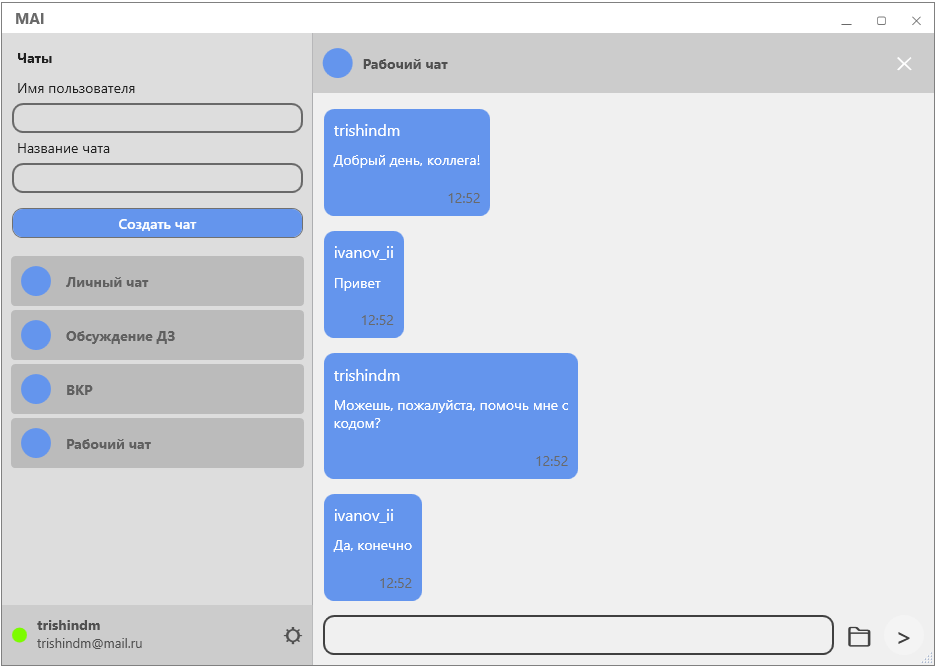 MAI
Чаты
Имя пользователя
Название чата
Создать чат
Личный чат
Обсуждение ДЗ
ВКР
Рабочий чат
trishindm
trishindm@mail.ru
Рабочий чат
trishindm
Добрый день, коллега!
12:52
ivanov_ii
Привет
12:52
trishindm
Можешь, пожалуйста, помочь мне с
кодом?
12:52
ivanov_ii
Да, конечно
12:52
>